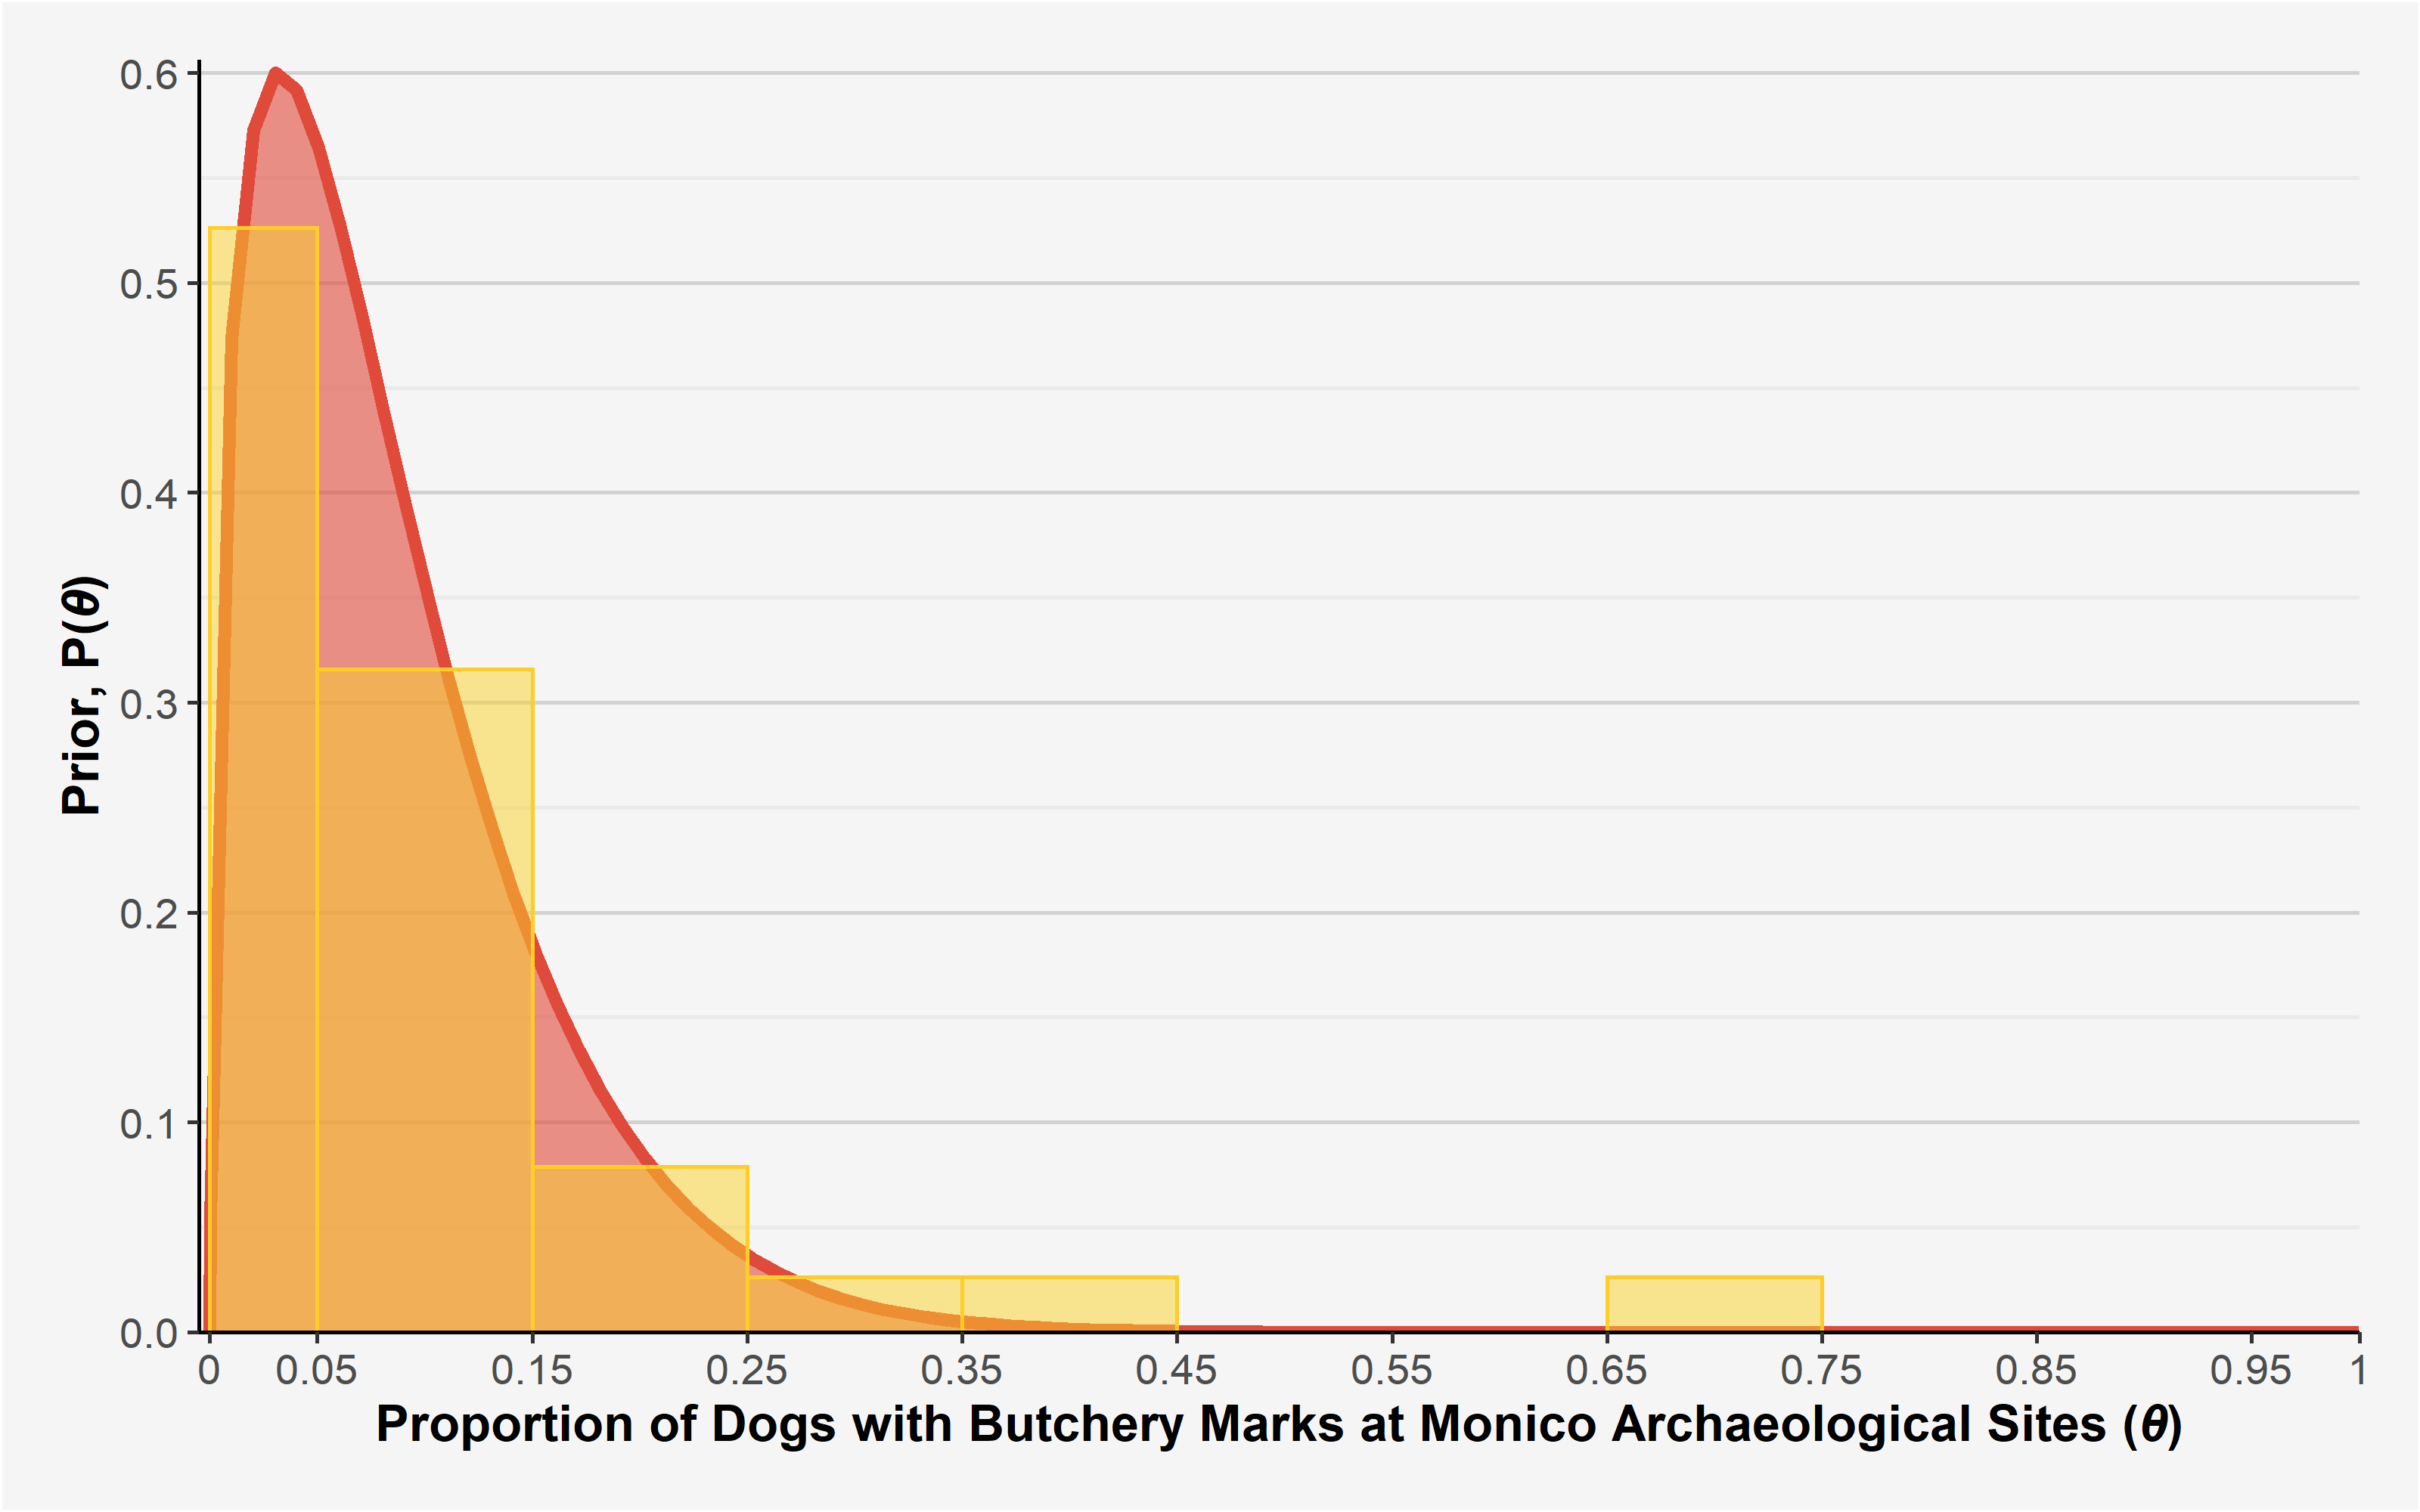 Prior, P(θ)
0.6
0.5
0.4
0.3
0.2
0.1
0.0
0 0.05 0.15 0.25 0.35 0.45 0.55 0.65 0.75 0.85 0.95 1
Proportion of Dogs with Butchery Marks at Monico Archaeological Sites (θ)